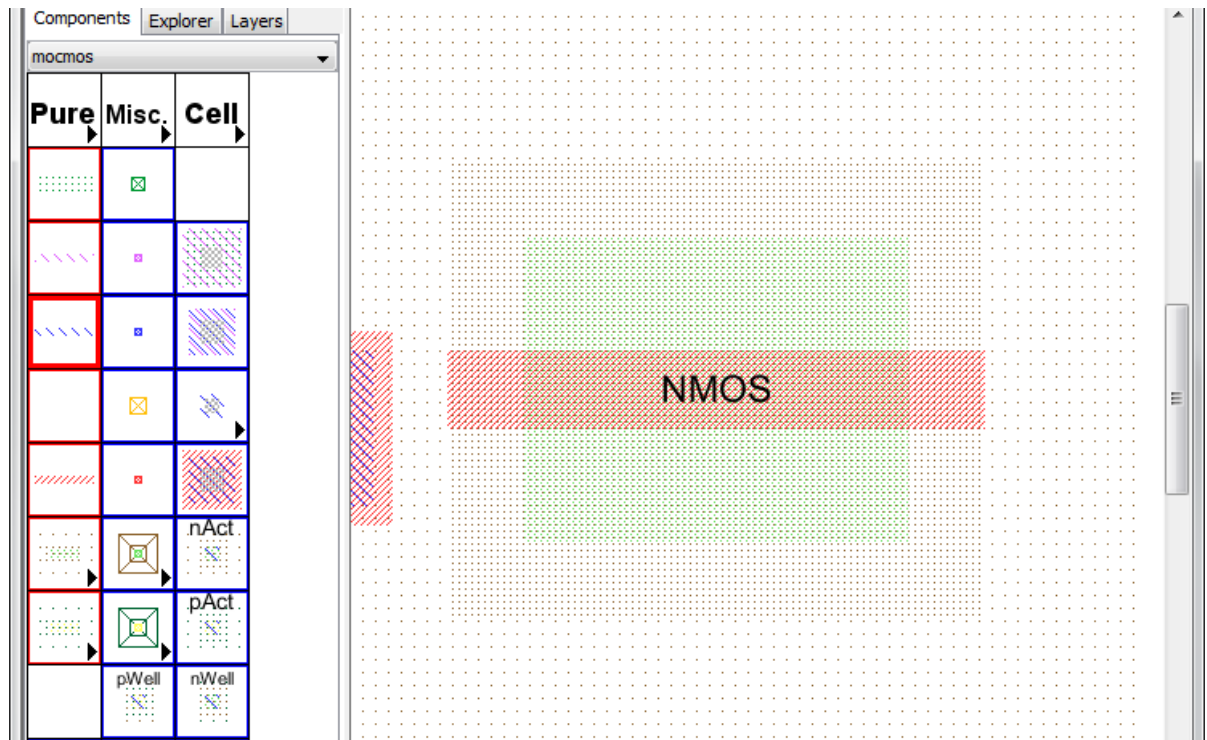 Components Explorer Layers
mocmos
Pure Misc. Cell
NMOS
nAct
pAct
pWell nWell